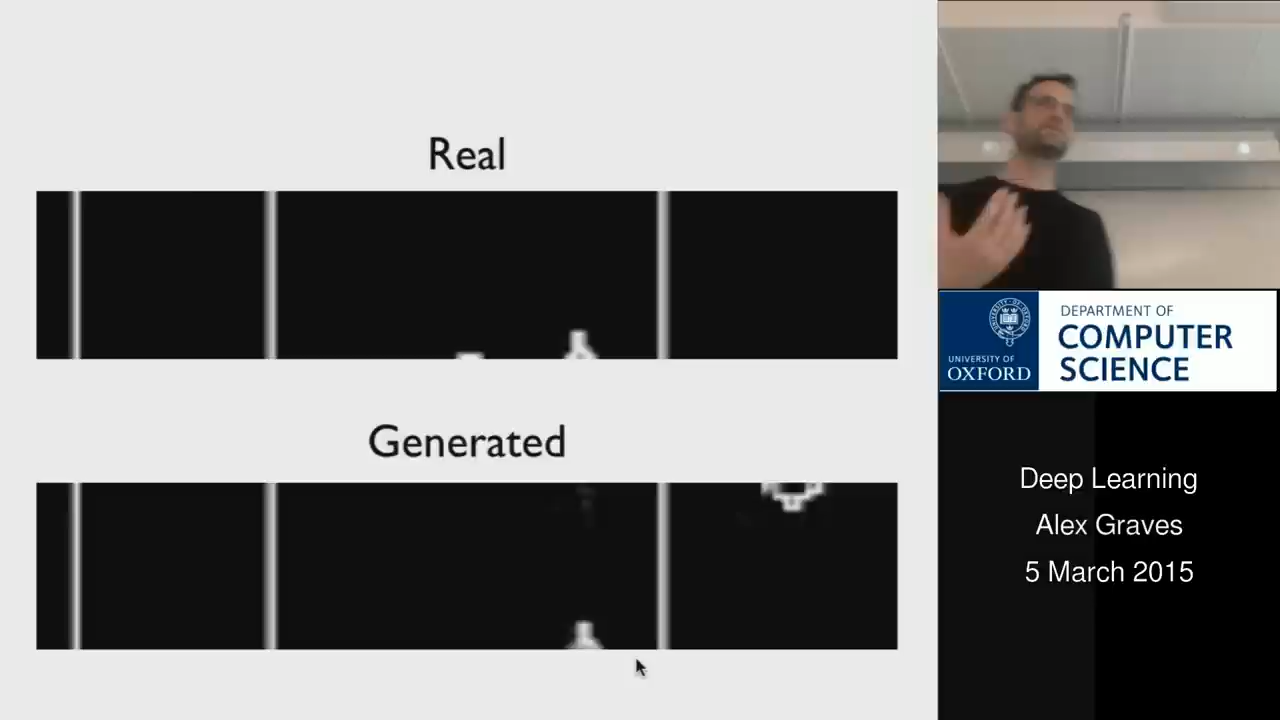 Real
Generated
UNIVERSITY OF
OXFORD
DEPARTMENT OF
COMPUTER
SCIENCE
Deep Learning
Alex Graves
5 March 2015